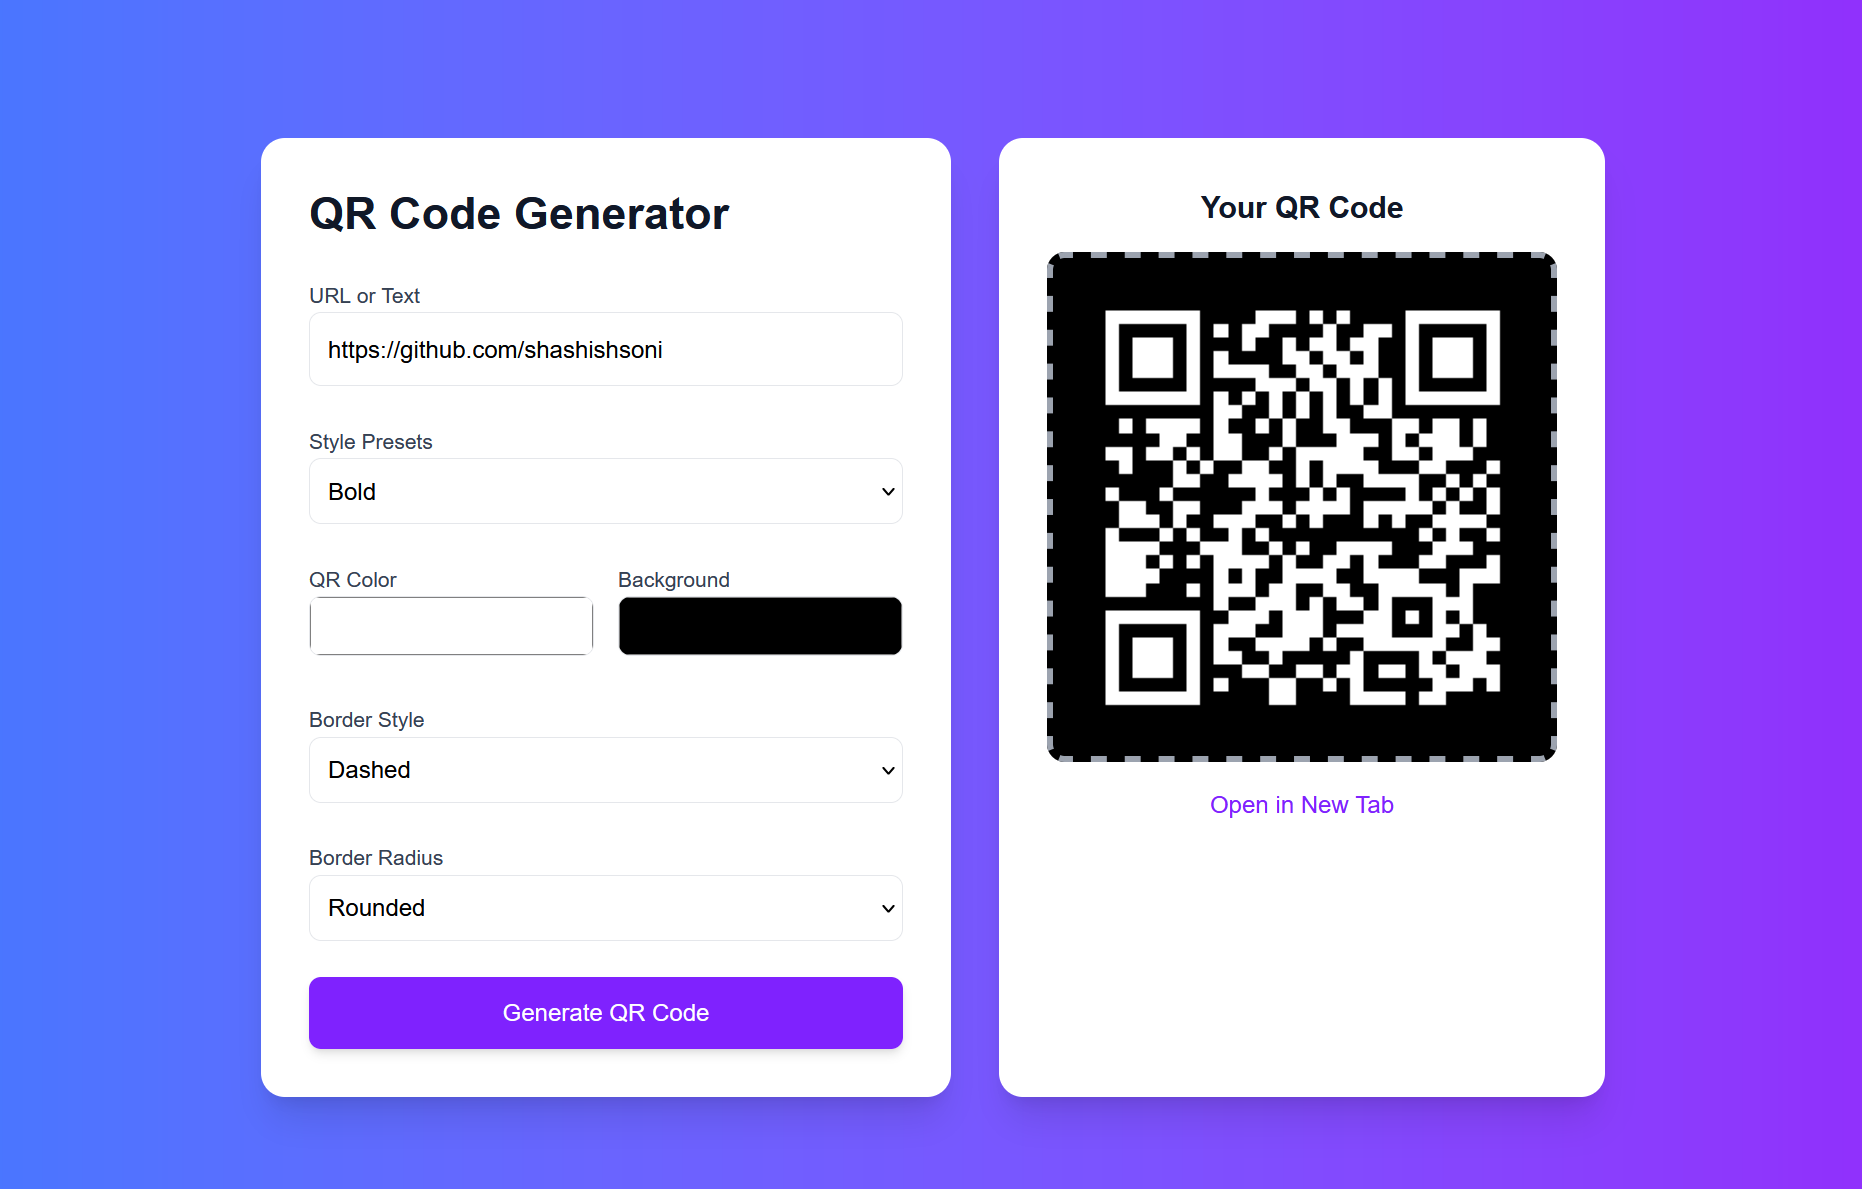 QR Code Generator
URL or Text
https://github.com/shashishsoni
Style Presets
Bold
QR Color
Background
Border Style
Dashed
Border Radius
Rounded
Generate QR Code
Your QR Code
Open in New Tab